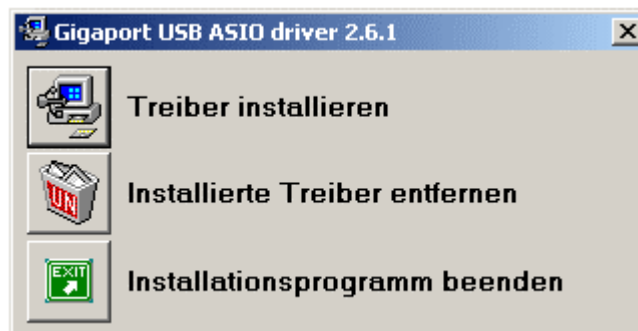 Gigaport USB ASIO driver 2.6.1
Treiber installieren
UN
Installierte Treiber entfernen
EXIT
Installationsprogramm beenden